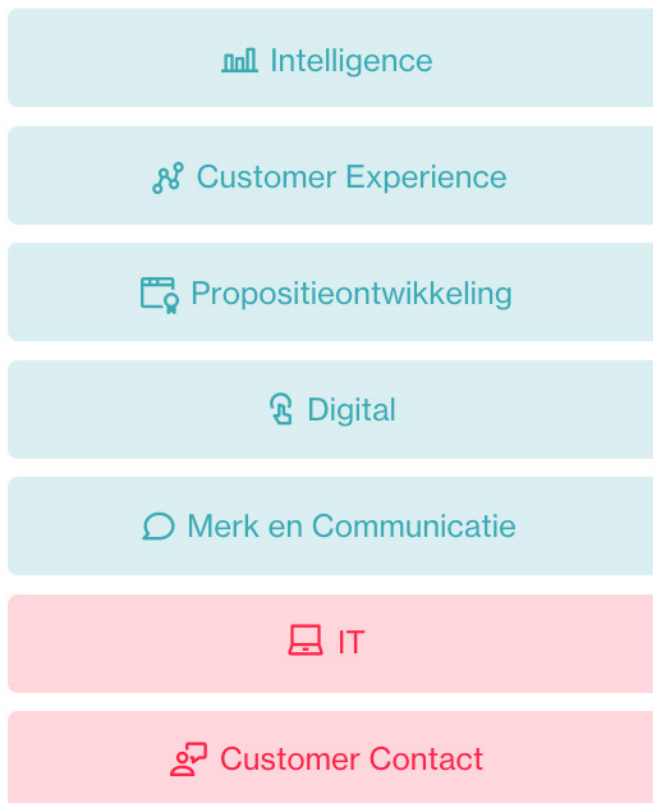 Intelligence
Customer Experience
Propositieontwikkeling
Digital
Merk en Communicatie
IT
Customer Contact